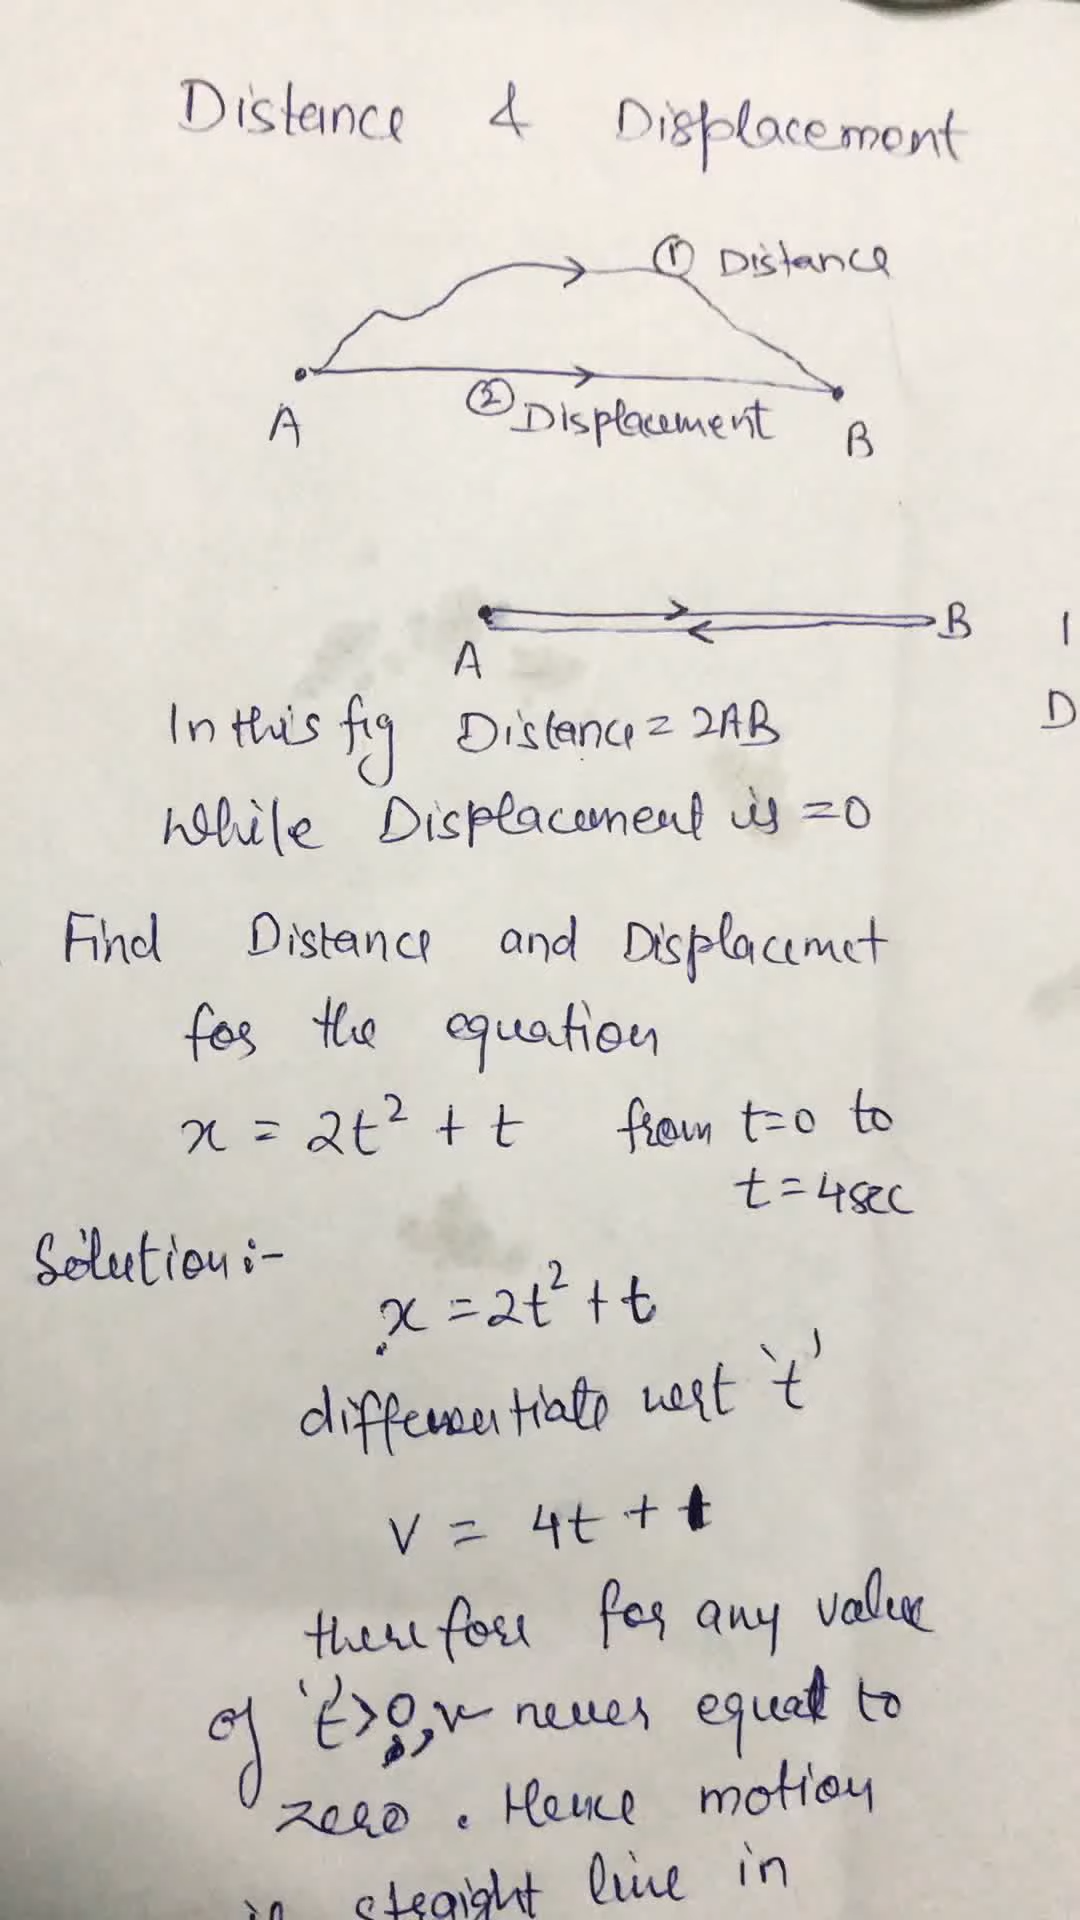 Distance & Displacement
① Distance
A
② Displacement
B
A
B
In this fig Distance = 2AB
D
While Displacement is = 0
Find Distance and Displacemet
for the equation
x = 2t² + t from t=0 to
t = 4sec
Solution:-
x = 2t² + t
differentiate wrt 't'
v = 4t + 1
therefore for any value
of 't'>0, v never equal to
zero. Hence motion
straight line in